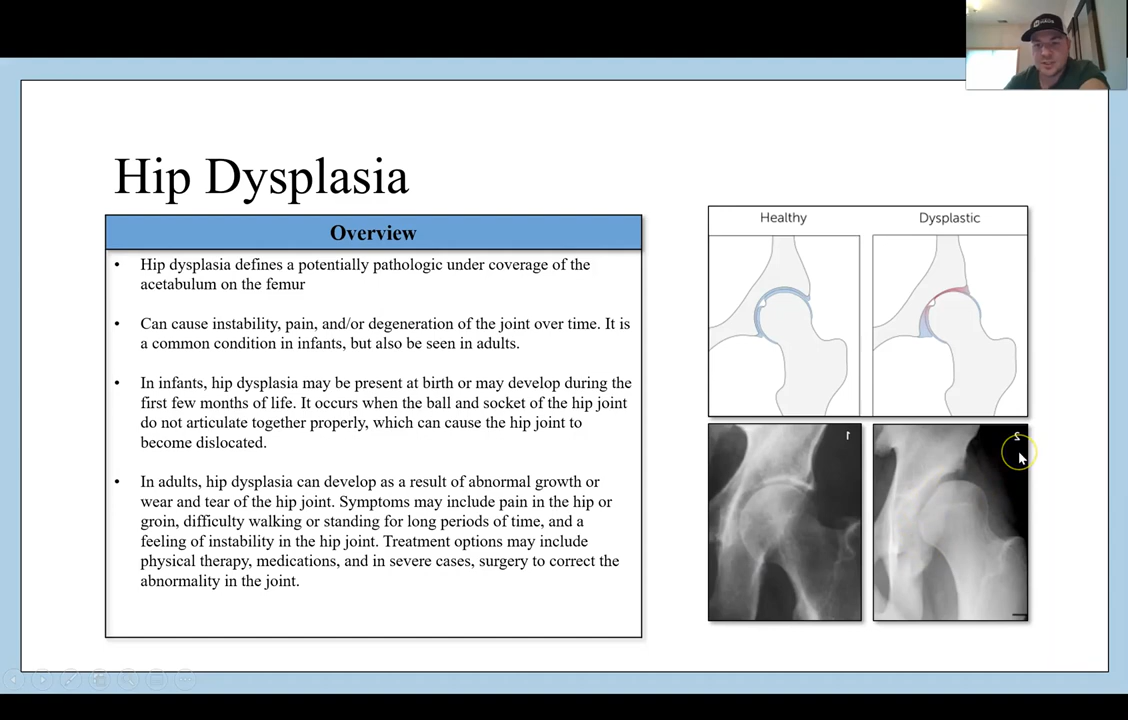 Hip Dysplasia
Overview
• Hip dysplasia defines a potentially pathologic under coverage of the
acetabulum on the femur
• Can cause instability, pain, and/or degeneration of the joint over time. It is
a common condition in infants, but also be seen in adults.
• In infants, hip dysplasia may be present at birth or may develop during the
first few months of life. It occurs when the ball and socket of the hip joint
do not articulate together properly, which can cause the hip joint to
become dislocated.
• In adults, hip dysplasia can develop as a result of abnormal growth or
wear and tear of the hip joint. Symptoms may include pain in the hip or
groin, difficulty walking or standing for long periods of time, and a
feeling of instability in the hip joint. Treatment options may include
physical therapy, medications, and in severe cases, surgery to correct the
abnormality in the joint.
Healthy
Dysplastic
1
2